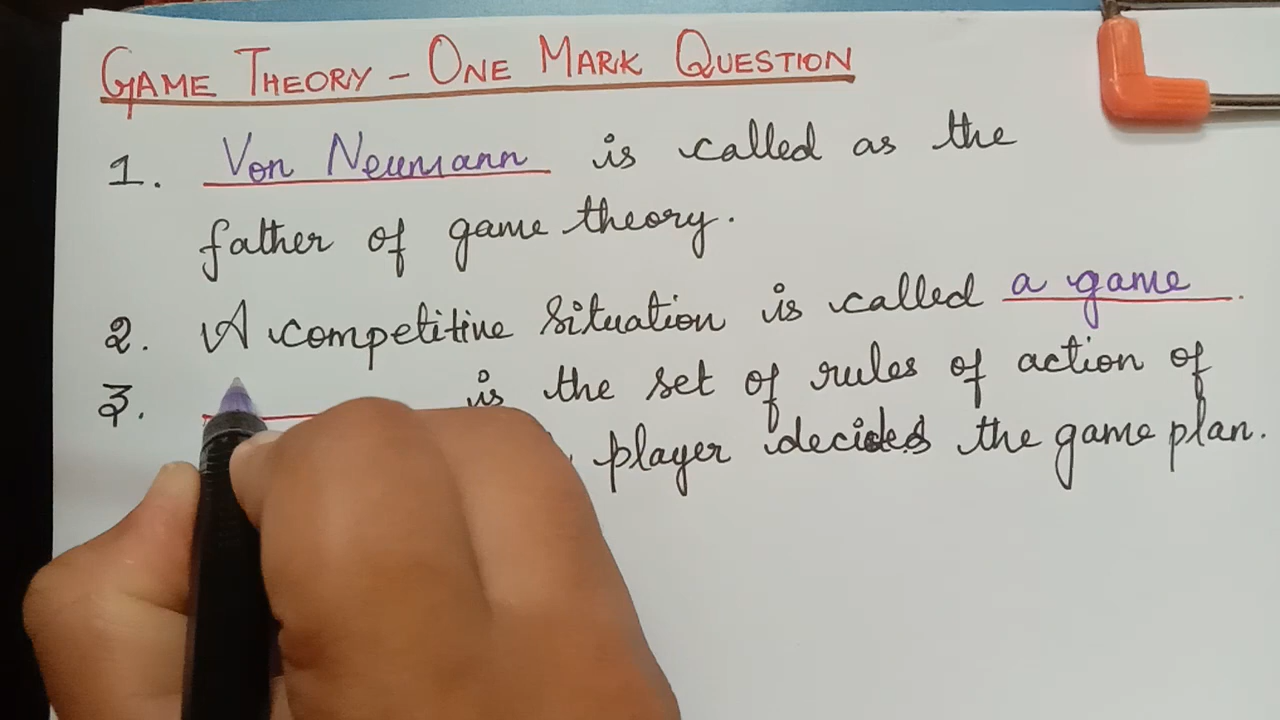 GAME THEORY - ONE MARK QUESTION
1. Von Neumann is called as the
father of game theory.
2. A competitive situation is called a game.
3. is the set of rules of action of
player decides the game plan.